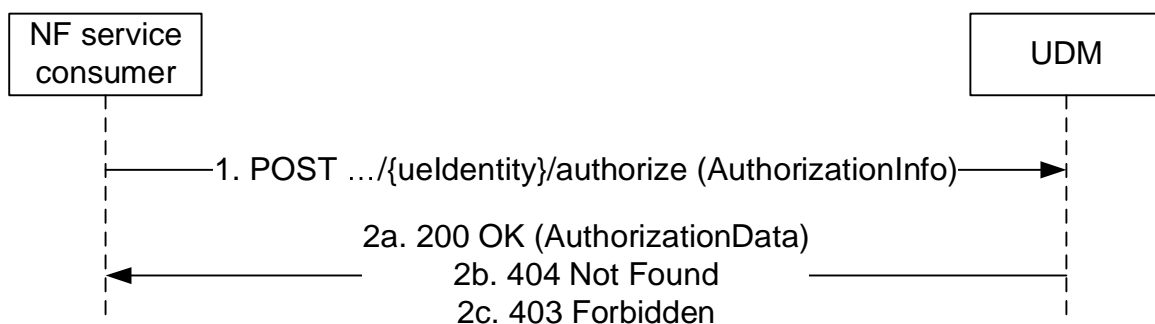 NF service
consumer
UDM
1. POST …/{ueIdentity}/authorize (AuthorizationInfo)
2a. 200 OK (AuthorizationData)
2b. 404 Not Found
2c. 403 Forbidden